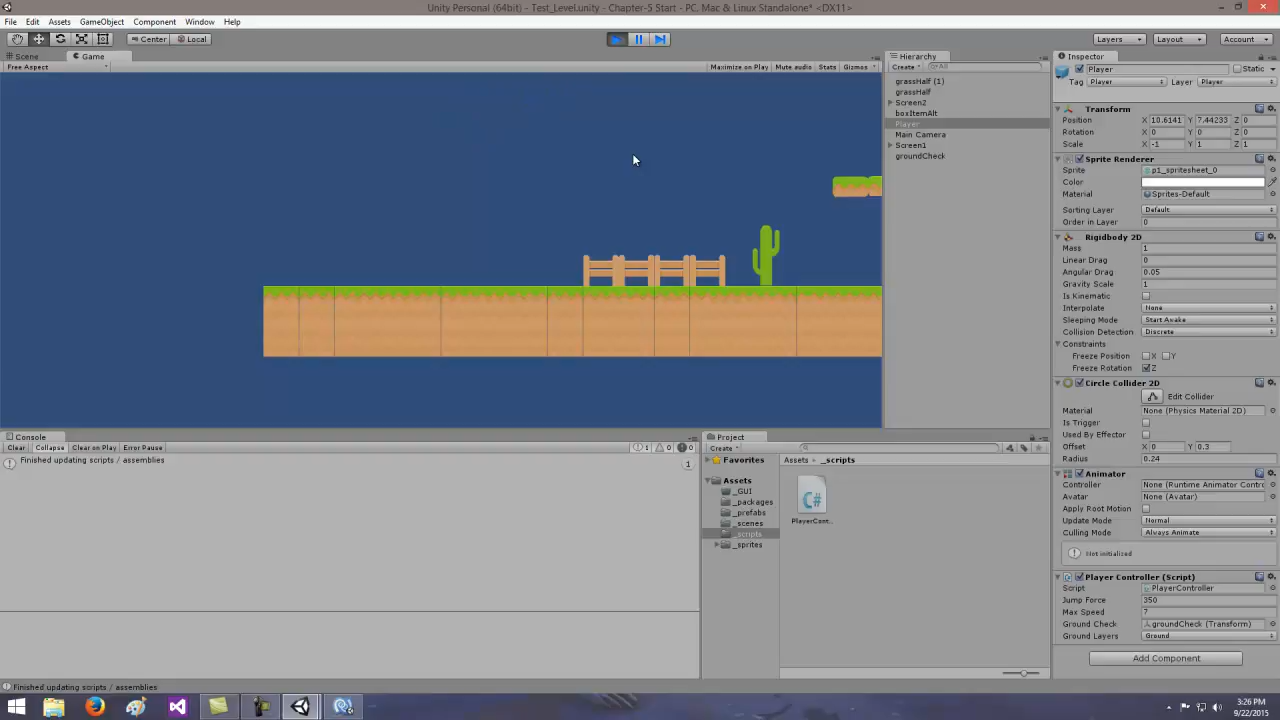 Unity Personal (64bit) - Test_Level.unity - Chapter-5 Start - PC, Mac & Linux Standalone* <DX11>
File Edit Assets GameObject Component Window Help
Center Local Layers Layout Account
Scene Game
Free Aspect Maximize on Play Mute audio Stats Gizmos
Hierarchy
Create All
grassHalf (1)
grassHalf
Screen2
boxItemAlt
Player
Main Camera
Screen1
groundCheck
Inspector
Player Static
Tag Player Layer Player
Transform
Position X 10.6141 Y 7.44233 Z 0
Rotation X 0 Y 0 Z 0
Scale X -1 Y 1 Z 1
Sprite Renderer
Sprite p1_spritesheet_0
Color
Material Sprites-Default
Sorting Layer Default
Order in Layer 0
Rigidbody 2D
Mass 1
Linear Drag 0
Angular Drag 0.05
Gravity Scale 1
Is Kinematic
Interpolate None
Sleeping Mode Start Awake
Collision Detection Discrete
Constraints
Freeze Position X Y
Freeze Rotation Z
Circle Collider 2D
Edit Collider
Material None (Physics Material 2D)
Is Trigger
Used By Effector
Offset X 0 Y 0.3
Radius 0.24
Animator
Controller None (Runtime Animator Contro
Avatar None (Avatar)
Apply Root Motion
Update Mode Normal
Culling Mode Always Animate
Not initialized
Player Controller (Script)
Script PlayerController
Jump Force 350
Max Speed 7
Ground Check groundCheck (Transform)
Ground Layers Ground
Add Component
Console
Clear Collapse Clear on Play Error Pause 1 0 0
Finished updating scripts / assemblies 1
Project
Create
Favorites
Assets
_GUI
_packages
_prefabs
_scenes
_scripts
_sprites
Assets _scripts
C#
PlayerCont...
Finished updating scripts / assemblies
3:26 PM
9/22/2015